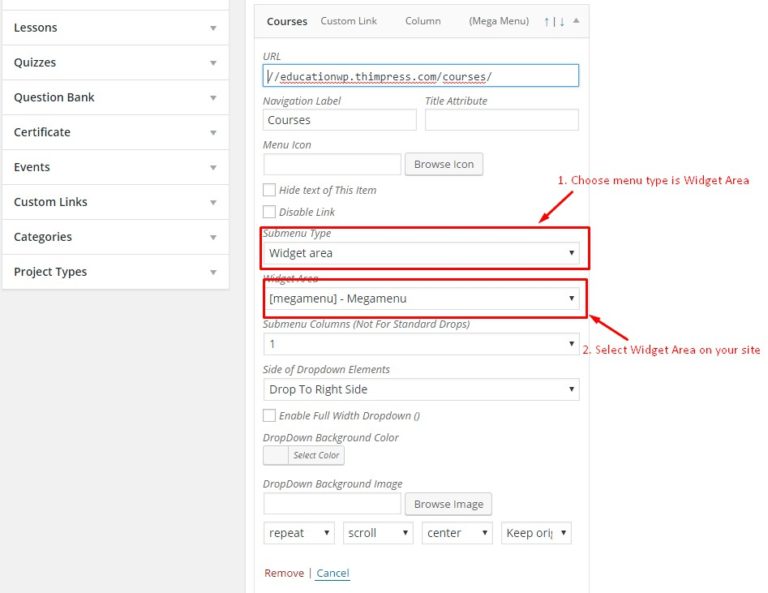 Lessons
Quizzes
Question Bank
Certificate
Events
Custom Links
Categories
Project Types
Courses Custom Link Column (Mega Menu) ↑|↓
URL
//educationwp.thimpress.com/courses/
Navigation Label Title Attribute
Courses
Menu Icon
Browse Icon
Hide text of This Item
Disable Link
1. Choose menu type is Widget Area
Submenu Type
Widget area
Widget Area
[megamenu] - Megamenu
2. Select Widget Area on your site
Submenu Columns (Not For Standard Drops)
1
Side of Dropdown Elements
Drop To Right Side
Enable Full Width Dropdown ()
DropDown Background Color
Select Color
DropDown Background Image
Browse Image
repeat scroll center Keep orig
Remove | Cancel